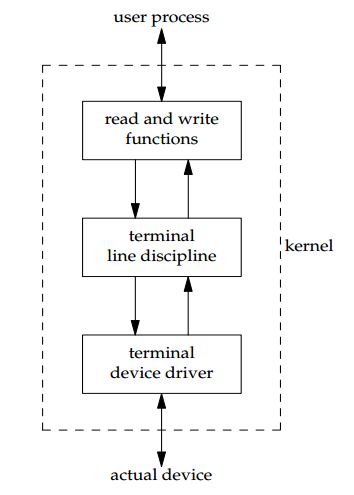 user process
read and write
functions
terminal
line discipline
kernel
terminal
device driver
actual device